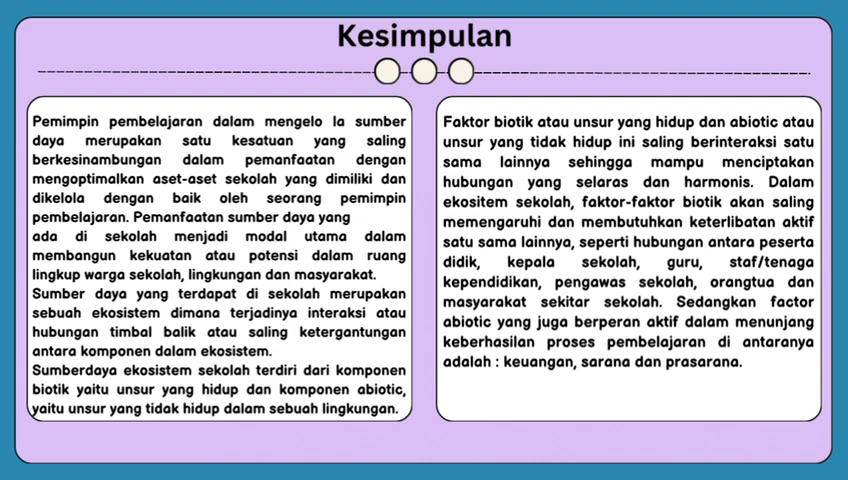 Kesimpulan
Pemimpin pembelajaran dalam mengelo la sumber
daya merupakan satu kesatuan yang saling
berkesinambungan dalam pemanfaatan dengan
mengoptimalkan aset-aset sekolah yang dimiliki dan
dikelola dengan baik oleh seorang pemimpin
pembelajaran. Pemanfaatan sumber daya yang
ada di sekolah menjadi modal utama dalam
membangun kekuatan atau potensi dalam ruang
lingkup warga sekolah, lingkungan dan masyarakat.
Sumber daya yang terdapat di sekolah merupakan
sebuah ekosistem dimana terjadinya interaksi atau
hubungan timbal balik atau saling ketergantungan
antara komponen dalam ekosistem.
Sumberdaya ekosistem sekolah terdiri dari komponen
biotik yaitu unsur yang hidup dan komponen abiotic,
yaitu unsur yang tidak hidup dalam sebuah lingkungan.
Faktor biotik atau unsur yang hidup dan abiotic atau
unsur yang tidak hidup ini saling berinteraksi satu
sama lainnya sehingga mampu menciptakan
hubungan yang selaras dan harmonis. Dalam
ekositem sekolah, faktor-faktor biotik akan saling
memengaruhi dan membutuhkan keterlibatan aktif
satu sama lainnya, seperti hubungan antara peserta
didik, kepala sekolah, guru, staf/tenaga
kependidikan, pengawas sekolah, orangtua dan
masyarakat sekitar sekolah. Sedangkan factor
abiotic yang juga berperan aktif dalam menunjang
keberhasilan proses pembelajaran di antaranya
adalah : keuangan, sarana dan prasarana.